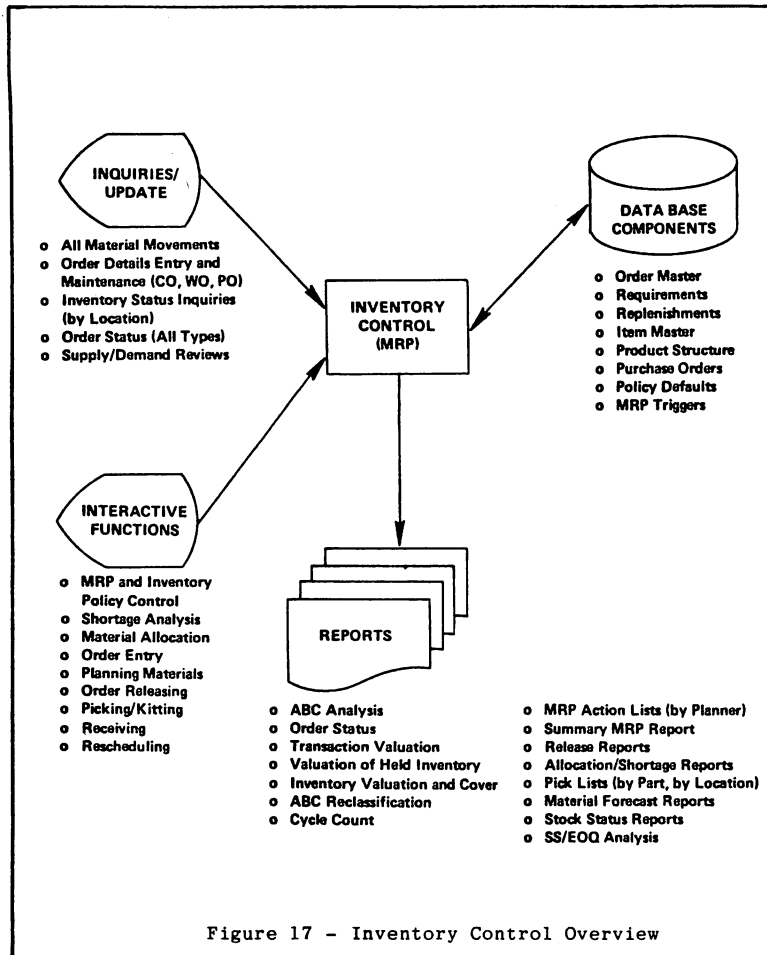 INQUIRIES/
UPDATE
o All Material Movements
o Order Details Entry and
Maintenance (CO, WO, PO)
o Inventory Status Inquiries
(by Location)
o Order Status (All Types)
o Supply/Demand Reviews
DATA BASE
COMPONENTS
o Order Master
o Requirements
o Replenishments
o Item Master
o Product Structure
o Purchase Orders
o Policy Defaults
o MRP Triggers
INVENTORY
CONTROL
(MRP)
INTERACTIVE
FUNCTIONS
o MRP and Inventory
Policy Control
o Shortage Analysis
o Material Allocation
o Order Entry
o Planning Materials
o Order Releasing
o Picking/Kitting
o Receiving
o Rescheduling
REPORTS
o ABC Analysis
o Order Status
o Transaction Valuation
o Valuation of Held Inventory
o Inventory Valuation and Cover
o ABC Reclassification
o Cycle Count
o MRP Action Lists (by Planner)
o Summary MRP Report
o Release Reports
o Allocation/Shortage Reports
o Pick Lists (by Part, by Location)
o Material Forecast Reports
o Stock Status Reports
o SS/EOQ Analysis
Figure 17 - Inventory Control Overview